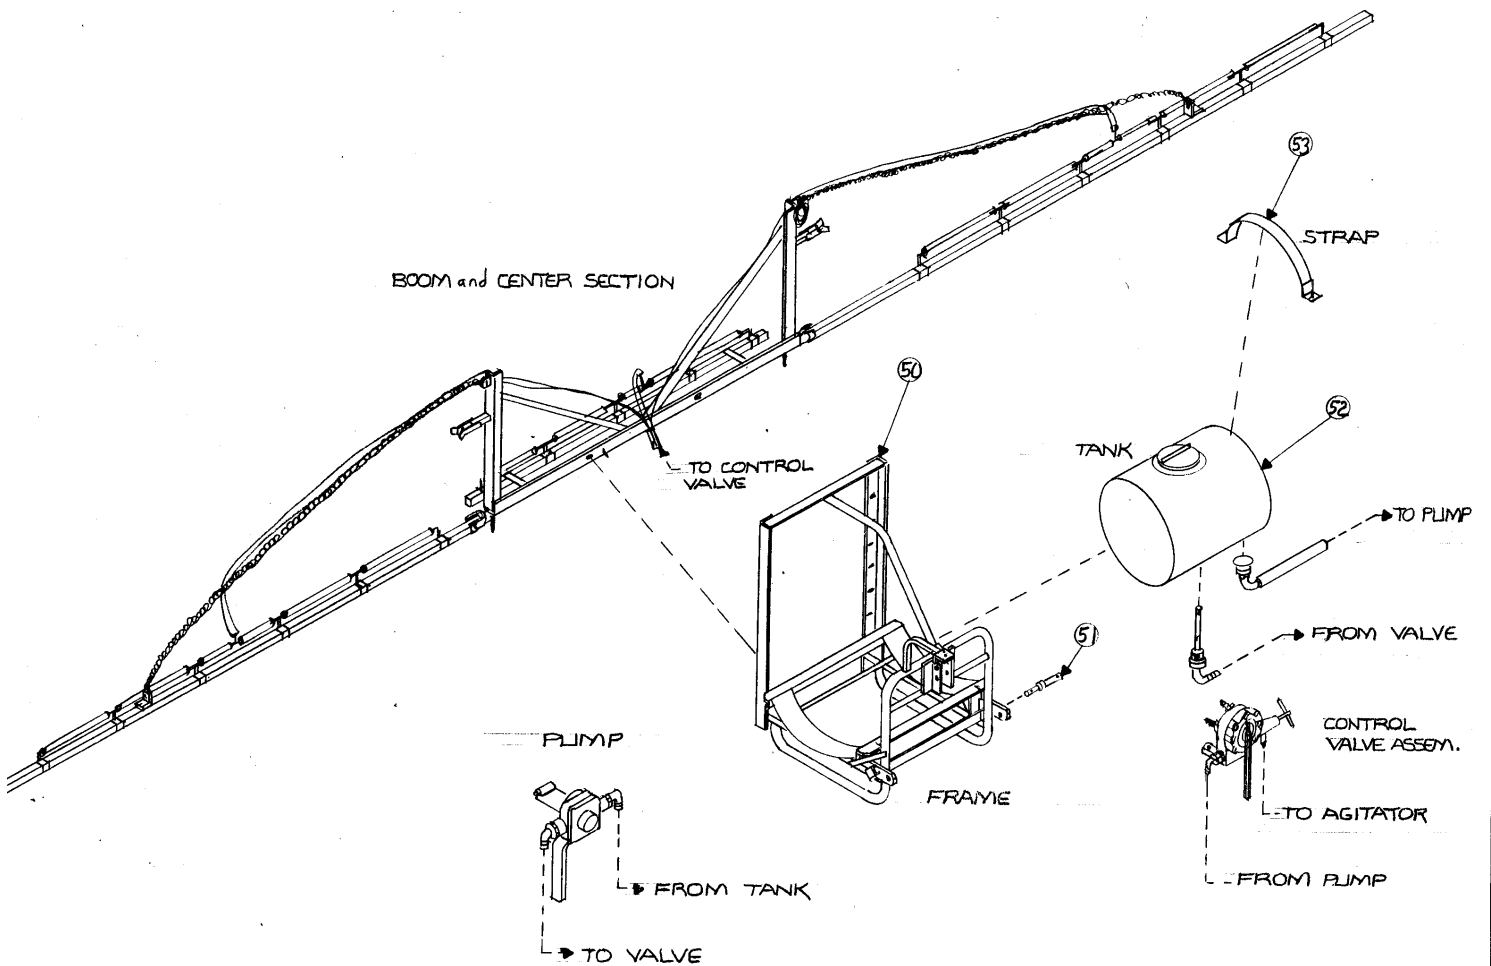 53
STRAP
BOOM and CENTER SECTION
50
52
TANK
TO CONTROL
VALVE
TO PUMP
51
FROM VALVE
PUMP
CONTROL
VALVE ASSEM.
FRAME
TO AGITATOR
FROM PUMP
FROM TANK
TO VALVE